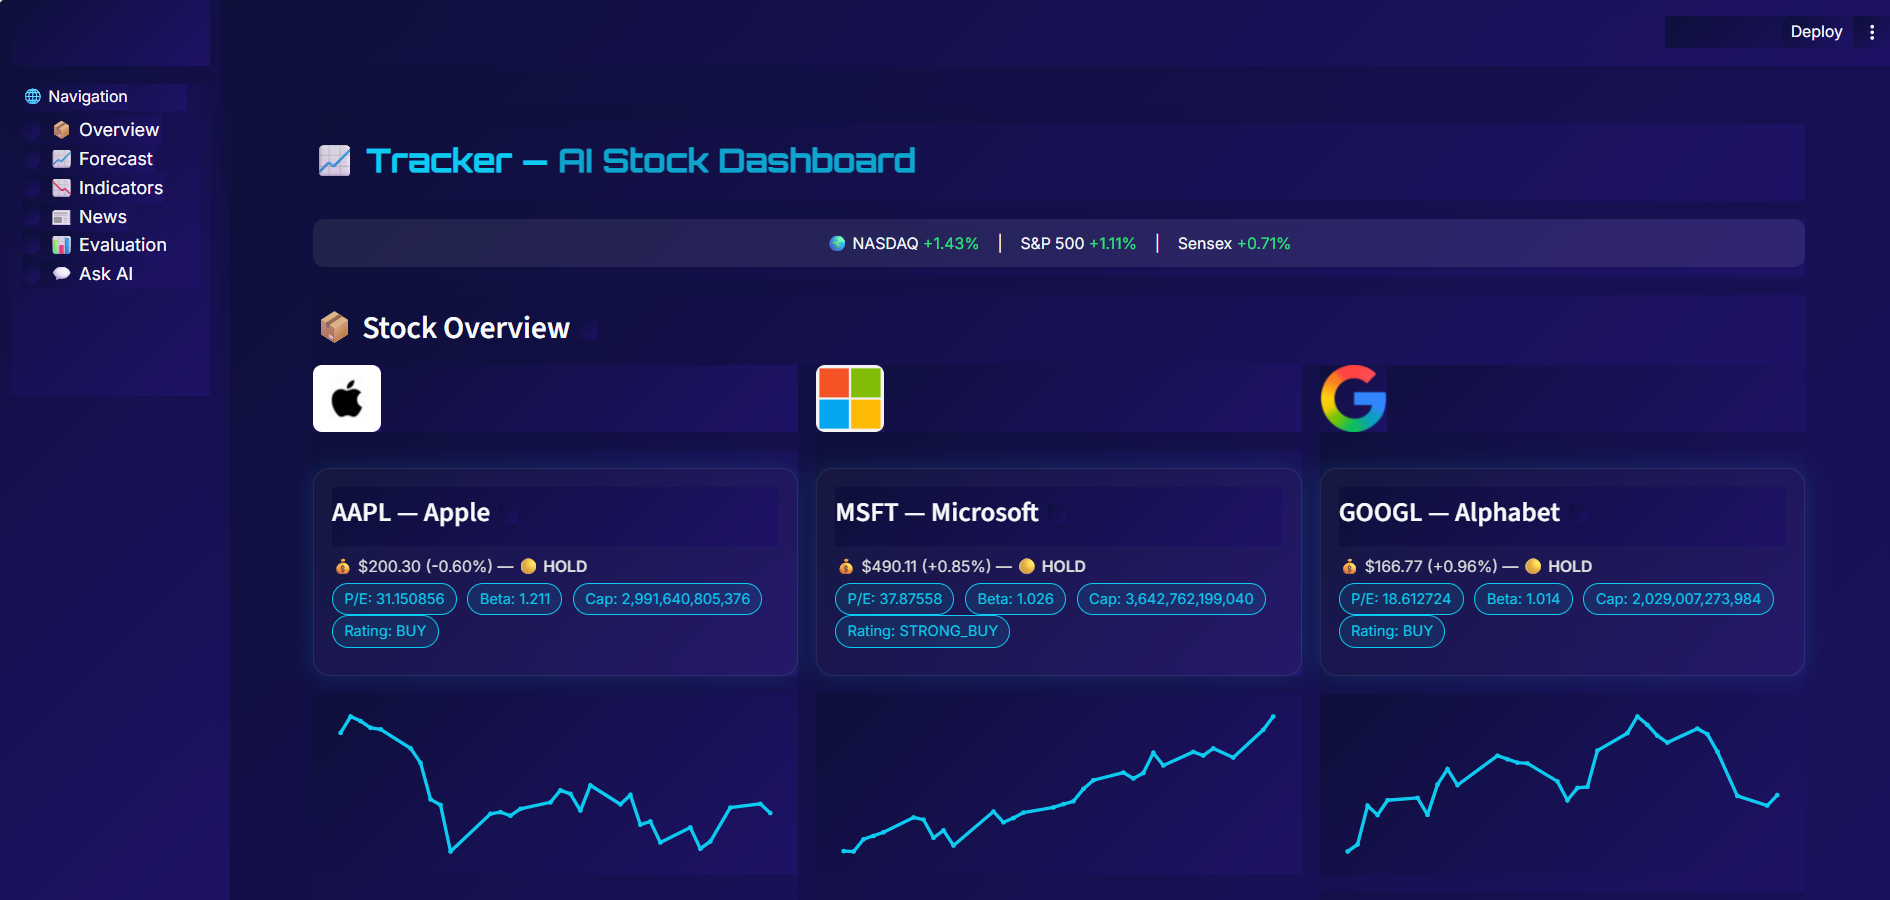 Deploy
Navigation
Overview
Forecast
Indicators
News
Evaluation
Ask AI
Tracker — AI Stock Dashboard
NASDAQ +1.43% | S&P 500 +1.11% | Sensex +0.71%
Stock Overview
AAPL — Apple
$200.30 (-0.60%) — HOLD
P/E: 31.150856 Beta: 1.211 Cap: 2,991,640,805,376
Rating: BUY
MSFT — Microsoft
$490.11 (+0.85%) — HOLD
P/E: 37.87558 Beta: 1.026 Cap: 3,642,762,199,040
Rating: STRONG_BUY
GOOGL — Alphabet
$166.77 (+0.96%) — HOLD
P/E: 18.612724 Beta: 1.014 Cap: 2,029,007,273,984
Rating: BUY